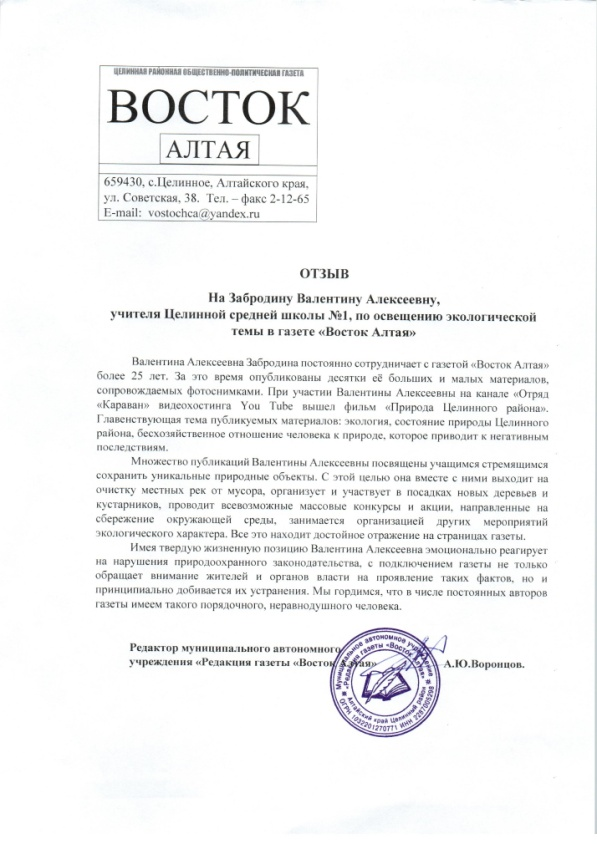 ЦЕЛИННАЯ РАЙОННАЯ ОБЩЕСТВЕННО-ПОЛИТИЧЕСКАЯ ГАЗЕТА
ВОСТОК
АЛТАЯ
659430, с.Целинное, Алтайского края,
ул. Советская, 38. Тел. – факс 2-12-65
E-mail: vostochca@yandex.ru
ОТЗЫВ
На Забродину Валентину Алексеевну,
учителя Целинной средней школы №1, по освещению экологической
темы в газете «Восток Алтая»
Валентина Алексеевна Забродина постоянно сотрудничает с газетой «Восток Алтая»
более 25 лет. За это время опубликованы десятки её больших и малых материалов,
сопровождаемых фотоснимками. При участии Валентины Алексеевны на канале «Отряд
«Караван» видеохостинга You Tube вышел фильм «Природа Целинного района».
Главенствующая тема публикуемых материалов: экология, состояние природы Целинного
района, бесхозяйственное отношение человека к природе, которое приводит к негативным
последствиям.
Множество публикаций Валентины Алексеевны посвящены учащимся стремящимся
сохранить уникальные природные объекты. С этой целью она вместе с ними выходит на
очистку местных рек от мусора, организует и участвует в посадках новых деревьев и
кустарников, проводит всевозможные массовые конкурсы и акции, направленные на
сбережение окружающей среды, занимается организацией других мероприятий
экологического характера. Все это находит достойное отражение на страницах газеты.
Имея твердую жизненную позицию Валентина Алексеевна эмоционально реагирует
на нарушения природоохранного законодательства, с подключением газеты не только
обращает внимание жителей и органов власти на проявление таких фактов, но и
принципиально добивается их устранения. Мы гордимся, что в числе постоянных авторов
газеты имеем такого порядочного, неравнодушного человека.
Редактор муниципального автономного
учреждения «Редакция газеты «Восток Алтая» А.Ю.Воронцов.
Муниципальное автономное учреждение
«Редакция газеты «Восток Алтая»
Алтайский край Целинный район
ОГРН 1052201270771 ИНН 2287005298